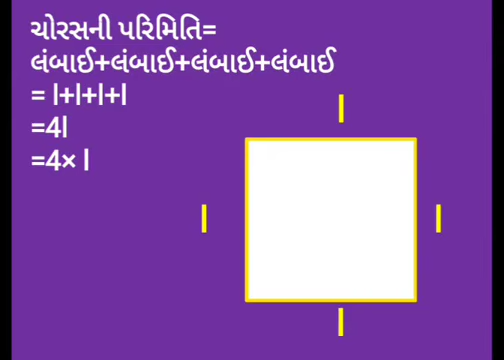 ચોરસની પરિમિતિ=
લંબાઈ+લંબાઈ+લંબાઈ+લંબાઈ
= l+l+l+l
=4l
=4× l
l
l
l
l